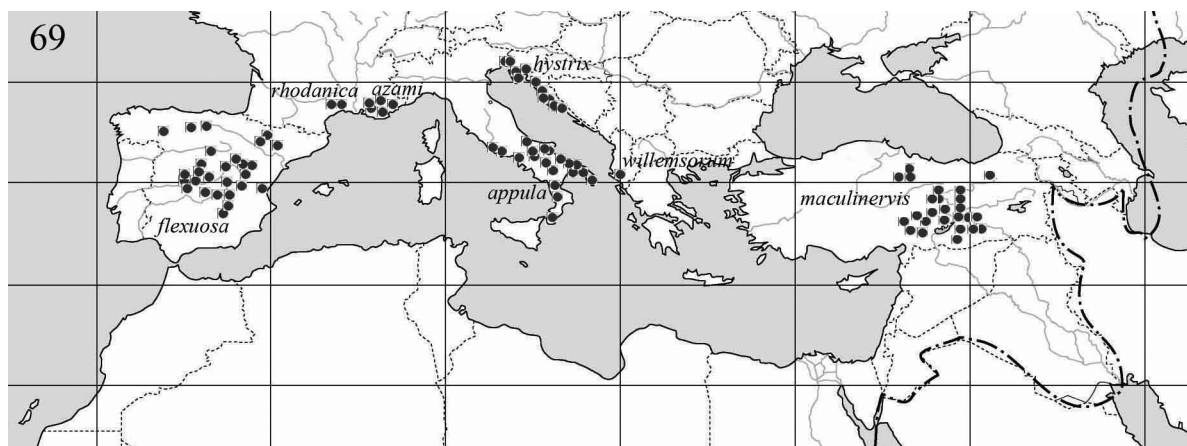 69
hystrix
rhodanica azami
willemsorum
appula
maculinervis
flexuosa